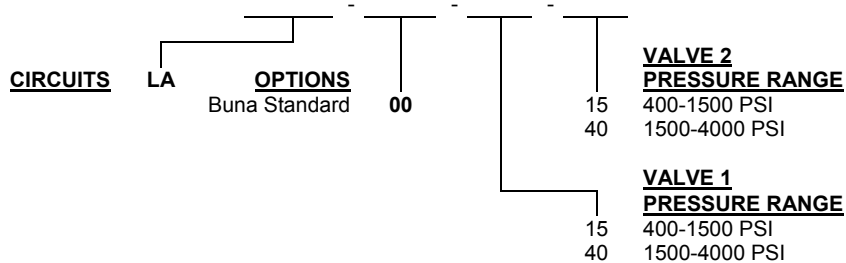 - - -
VALVE 2
CIRCUITS LA OPTIONS PRESSURE RANGE
Buna Standard 00 15 400-1500 PSI
40 1500-4000 PSI
VALVE 1
PRESSURE RANGE
15 400-1500 PSI
40 1500-4000 PSI